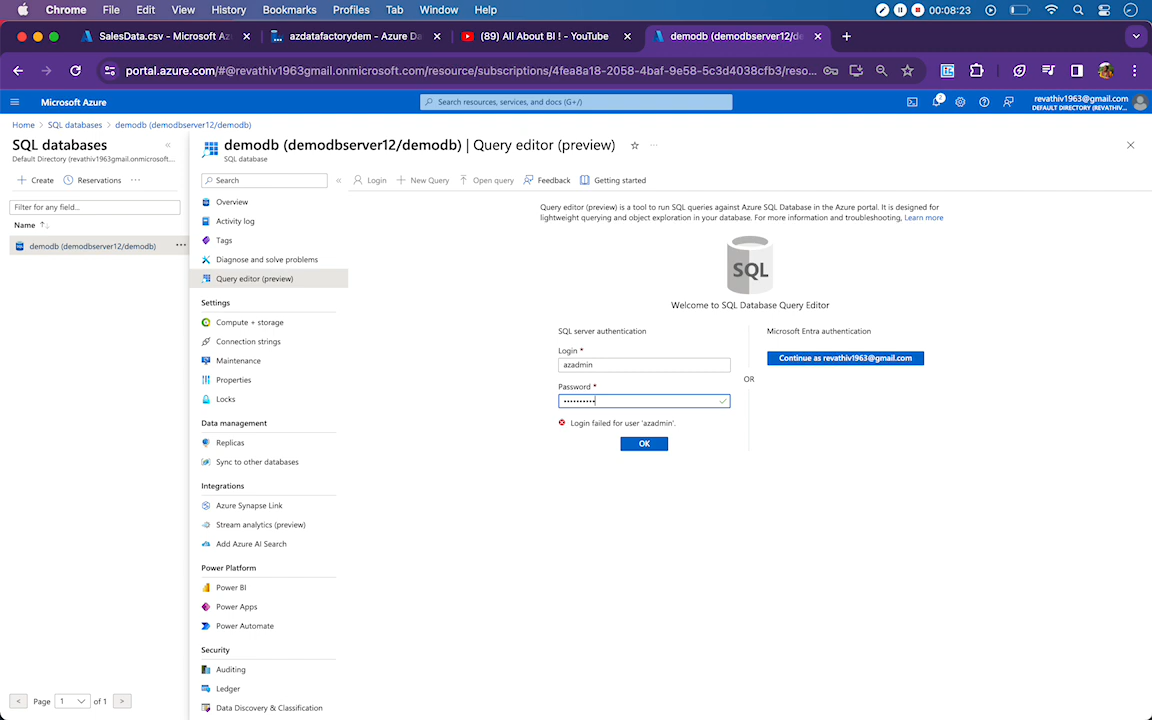 Chrome File Edit View History Bookmarks Profiles Tab Window Help 00:08:23
SalesData.csv - Microsoft Az
azdatafactorydem - Azure Da
(89) All About BI ! - YouTube
demodb (demodbserver12/de
portal.azure.com/#@revathiv1963gmail.onmicrosoft.com/resource/subscriptions/4fea8a18-2058-4baf-9e58-5c3d4038cfb3/reso...
Microsoft Azure
Search resources, services, and docs (G+/)
2
revathiv1963@gmail.com
DEFAULT DIRECTORY (REVATHIV...
Home > SQL databases > demodb (demodbserver12/demodb)
SQL databases
Default Directory (revathiv1963gmail.onmicrosoft....
Create
Reservations
Filter for any field...
Name
demodb (demodbserver12/demodb)
Page 1 of 1
demodb (demodbserver12/demodb) | Query editor (preview)
SQL database
Search
Login
New Query
Open query
Feedback
Getting started
Overview
Activity log
Tags
Diagnose and solve problems
Query editor (preview)
Settings
Compute + storage
Connection strings
Maintenance
Properties
Locks
Data management
Replicas
Sync to other databases
Integrations
Azure Synapse Link
Stream analytics (preview)
Add Azure AI Search
Power Platform
Power BI
Power Apps
Power Automate
Security
Auditing
Ledger
Data Discovery & Classification
Query editor (preview) is a tool to run SQL queries against Azure SQL Database in the Azure portal. It is designed for
lightweight querying and object exploration in your database. For more information and troubleshooting, Learn more
SQL
Welcome to SQL Database Query Editor
SQL server authentication
Login *
azadmin
Password *
Login failed for user 'azadmin'.
OK
OR
Microsoft Entra authentication
Continue as revathiv1963@gmail.com